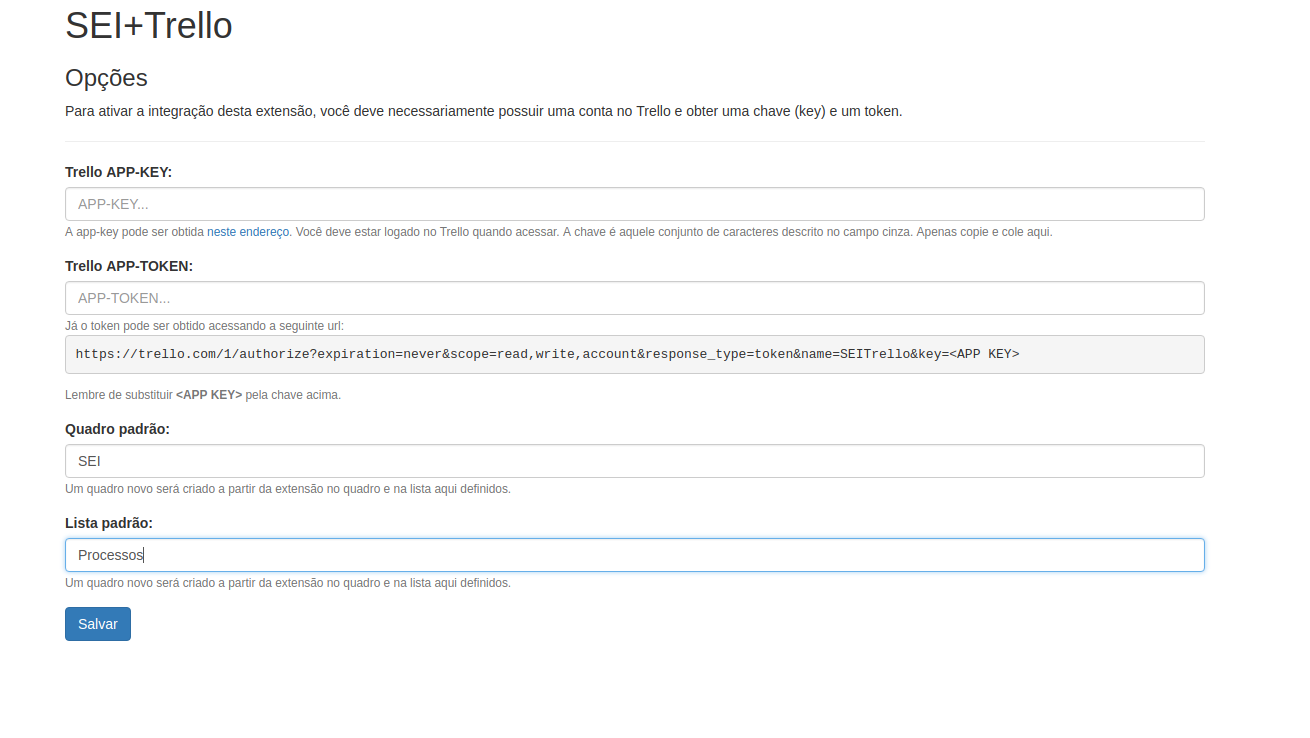 SEI+Trello
Opções
Para ativar a integração desta extensão, você deve necessariamente possuir uma conta no Trello e obter uma chave (key) e um token.
Trello APP-KEY:
APP-KEY...
A app-key pode ser obtida neste endereço. Você deve estar logado no Trello quando acessar. A chave é aquele conjunto de caracteres descrito no campo cinza. Apenas copie e cole aqui.
Trello APP-TOKEN:
APP-TOKEN...
Já o token pode ser obtido acessando a seguinte url:
https://trello.com/1/authorize?expiration=never&scope=read,write,account&response_type=token&name=SEITrello&key=<APP KEY>
Lembre de substituir <APP KEY> pela chave acima.
Quadro padrão:
SEI
Um quadro novo será criado a partir da extensão no quadro e na lista aqui definidos.
Lista padrão:
Processos
Um quadro novo será criado a partir da extensão no quadro e na lista aqui definidos.
Salvar